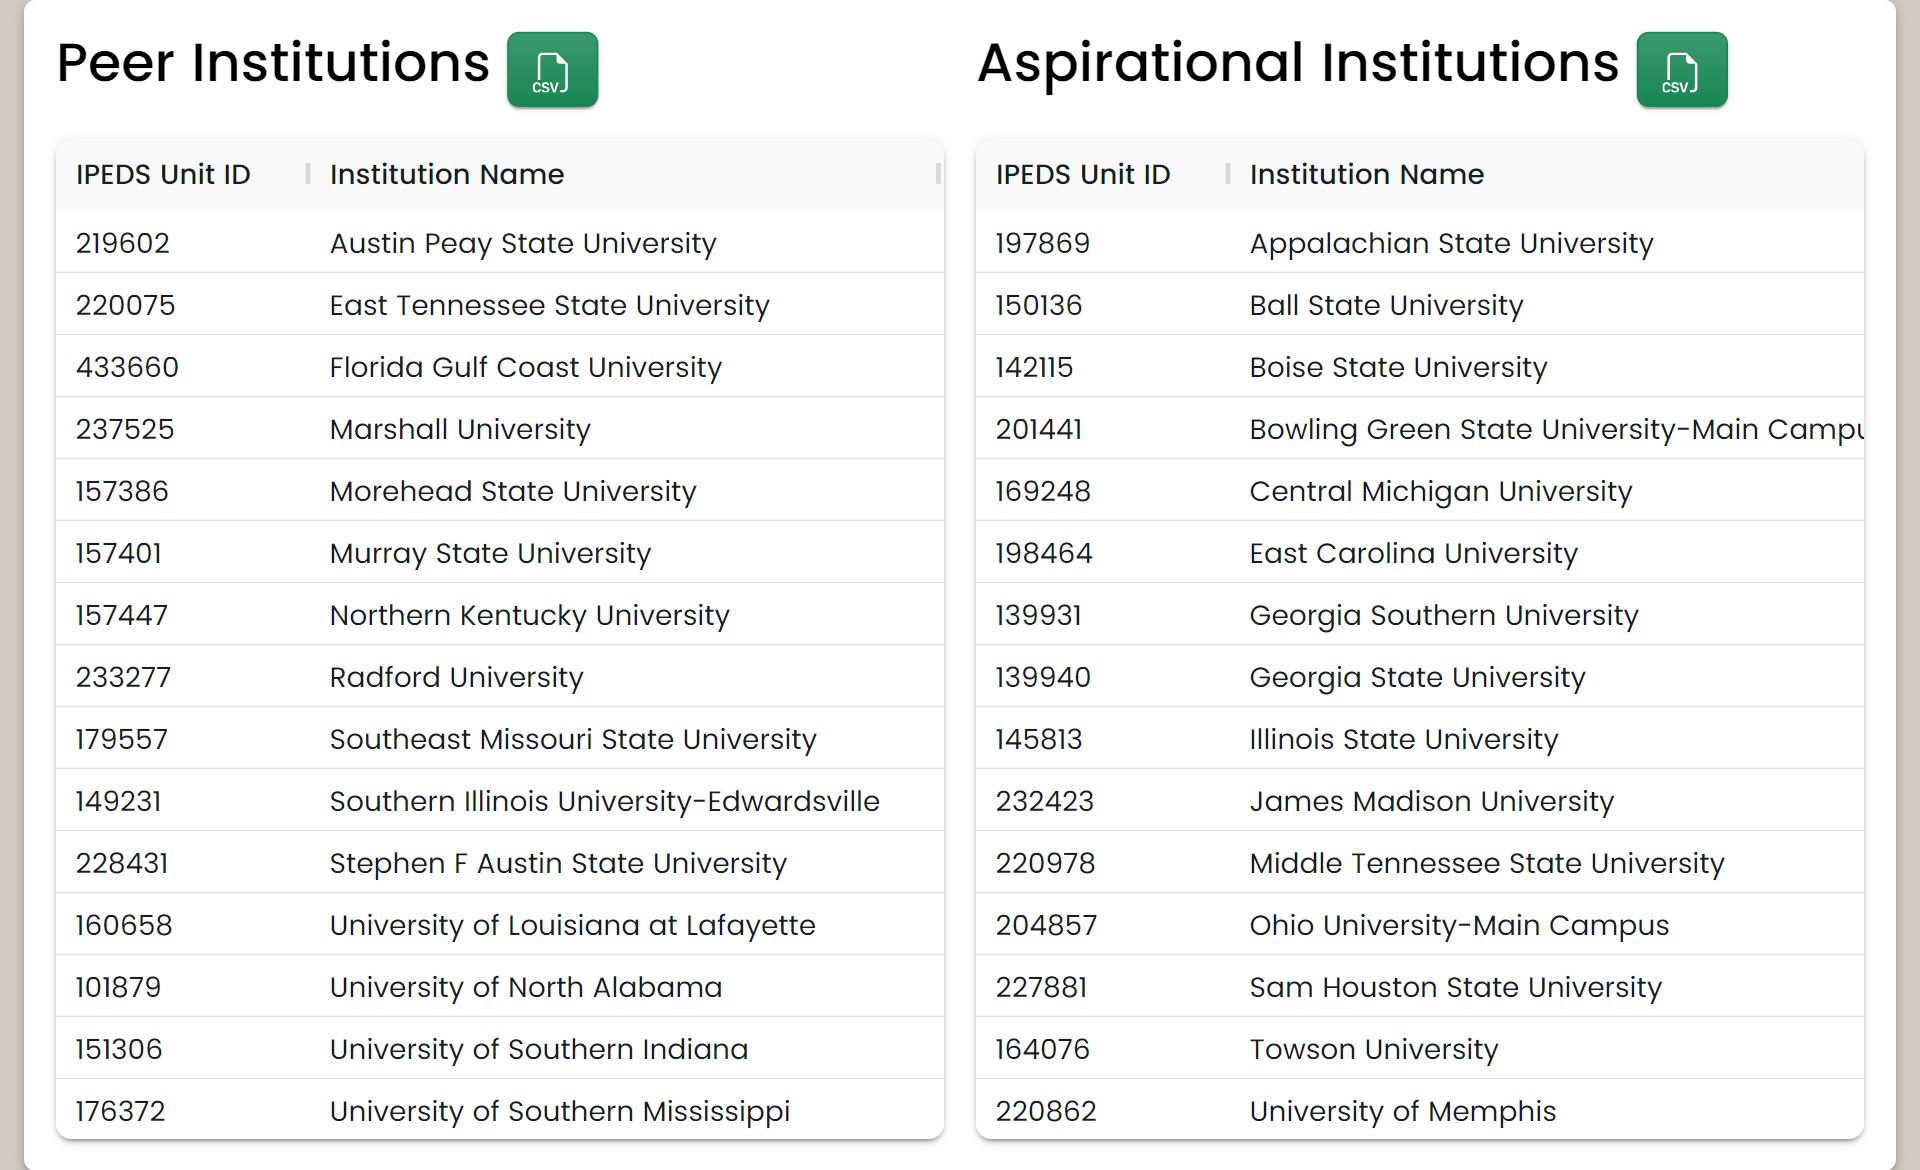 Peer Institutions
CSV
IPEDS Unit ID Institution Name
219602 Austin Peay State University
220075 East Tennessee State University
433660 Florida Gulf Coast University
237525 Marshall University
157386 Morehead State University
157401 Murray State University
157447 Northern Kentucky University
233277 Radford University
179557 Southeast Missouri State University
149231 Southern Illinois University-Edwardsville
228431 Stephen F Austin State University
160658 University of Louisiana at Lafayette
101879 University of North Alabama
151306 University of Southern Indiana
176372 University of Southern Mississippi
Aspirational Institutions
CSV
IPEDS Unit ID Institution Name
197869 Appalachian State University
150136 Ball State University
142115 Boise State University
201441 Bowling Green State University-Main Campu
169248 Central Michigan University
198464 East Carolina University
139931 Georgia Southern University
139940 Georgia State University
145813 Illinois State University
232423 James Madison University
220978 Middle Tennessee State University
204857 Ohio University-Main Campus
227881 Sam Houston State University
164076 Towson University
220862 University of Memphis